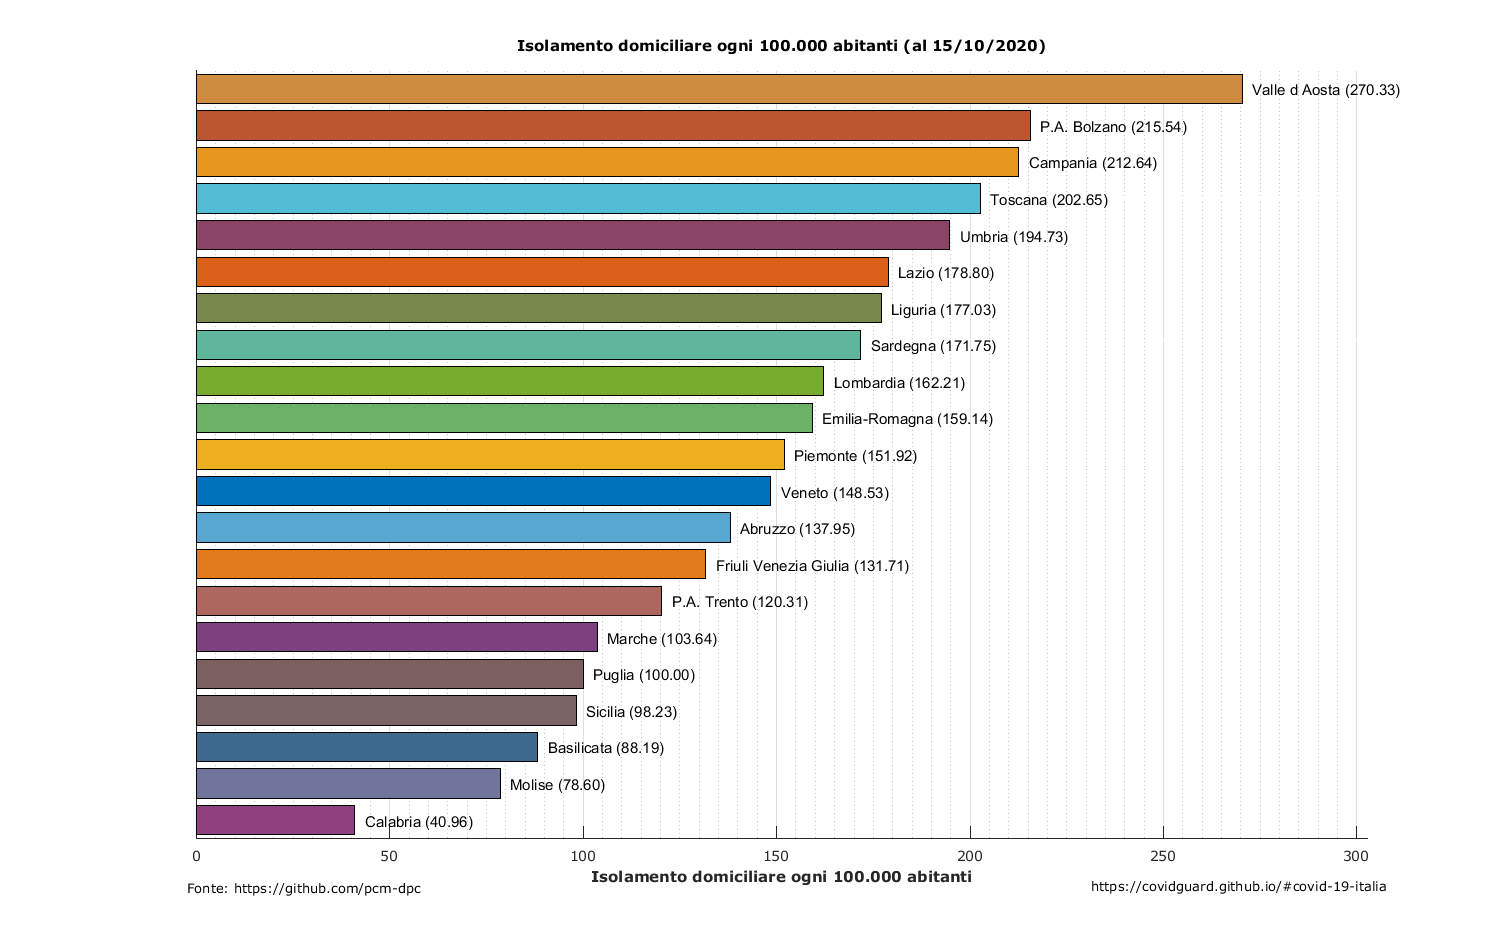 Isolamento domiciliare ogni 100.000 abitanti (al 15/10/2020)
Valle d Aosta (270.33)
P.A. Bolzano (215.54)
Campania (212.64)
Toscana (202.65)
Umbria (194.73)
Lazio (178.80)
Liguria (177.03)
Sardegna (171.75)
Lombardia (162.21)
Emilia-Romagna (159.14)
Piemonte (151.92)
Veneto (148.53)
Abruzzo (137.95)
Friuli Venezia Giulia (131.71)
P.A. Trento (120.31)
Marche (103.64)
Puglia (100.00)
Sicilia (98.23)
Basilicata (88.19)
Molise (78.60)
Calabria (40.96)
0 50 100 150 200 250 300
Isolamento domiciliare ogni 100.000 abitanti
Fonte: https://github.com/pcm-dpc
https://covidguard.github.io/#covid-19-italia